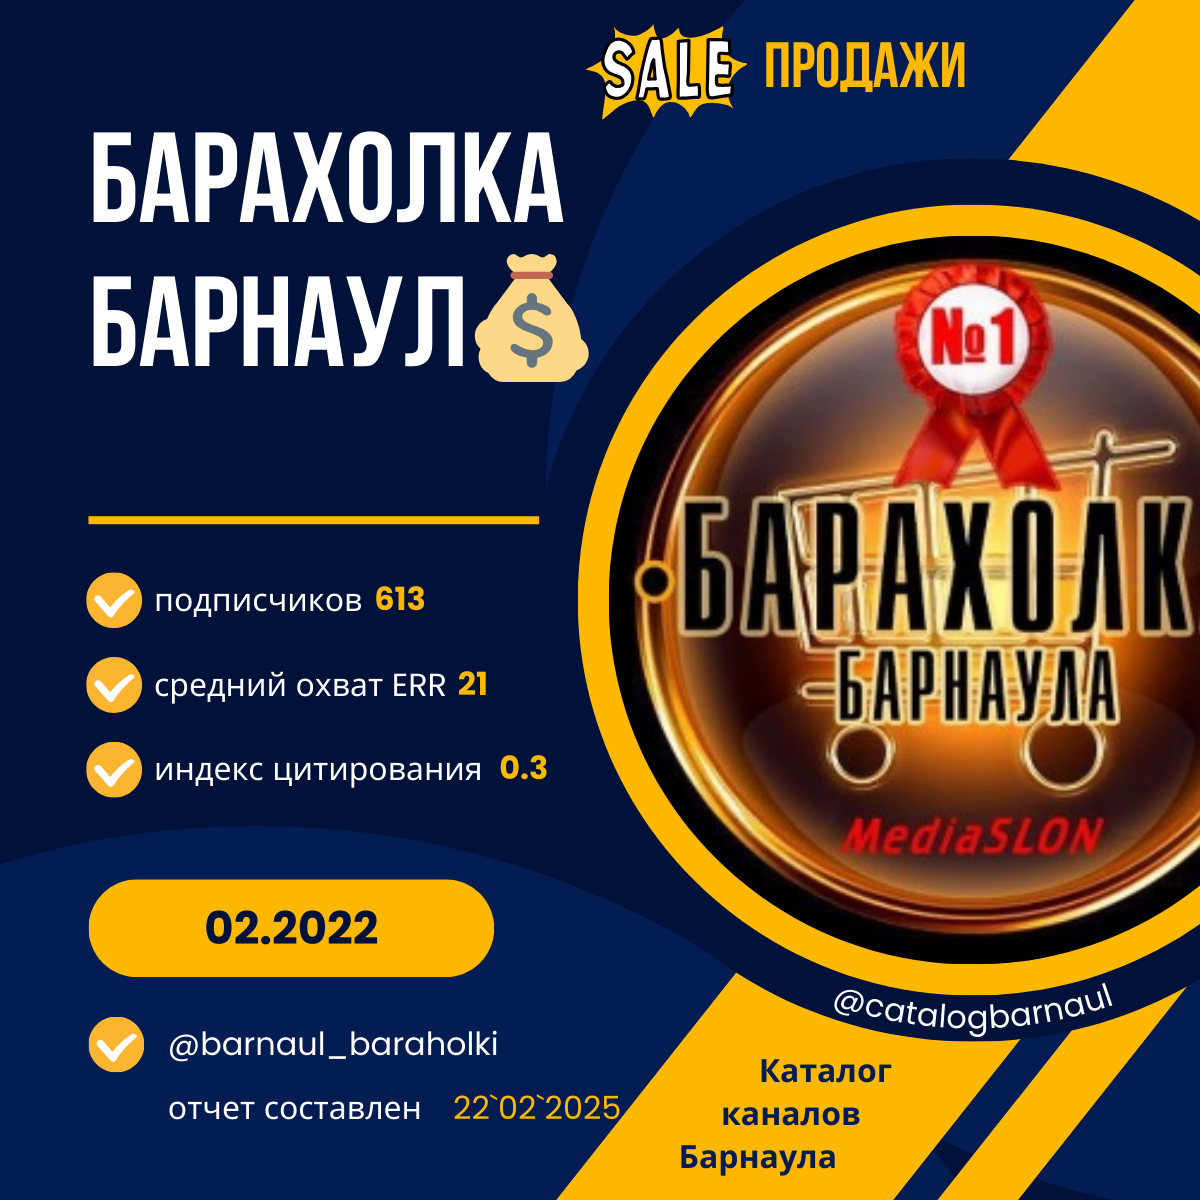 SALE ПРОДАЖИ
БАРАХОЛКА
БАРНАУЛ
$
№1
БАРАХОЛК
БАРНАУЛА
MediaSLON
подписчиков 613
средний охват ERR 21
индекс цитирования 0.3
02.2022
@barnaul_baraholki
отчет составлен 22`02`2025
@catalogbarnaul
Каталог
каналов
Барнаула